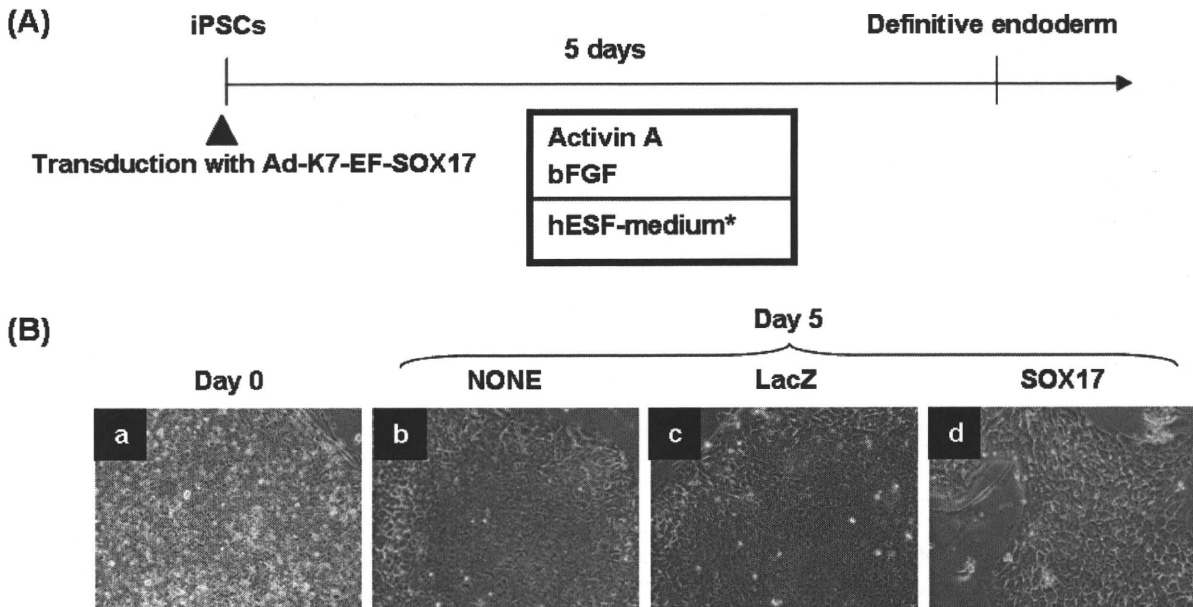 (A)
iPSCs
Definitive endoderm
5 days
Transduction with Ad-K7-EF-SOX17
Activin A
bFGF
hESF-medium*
(B)
Day 5
Day 0
NONE
LacZ
SOX17
a
b
c
d